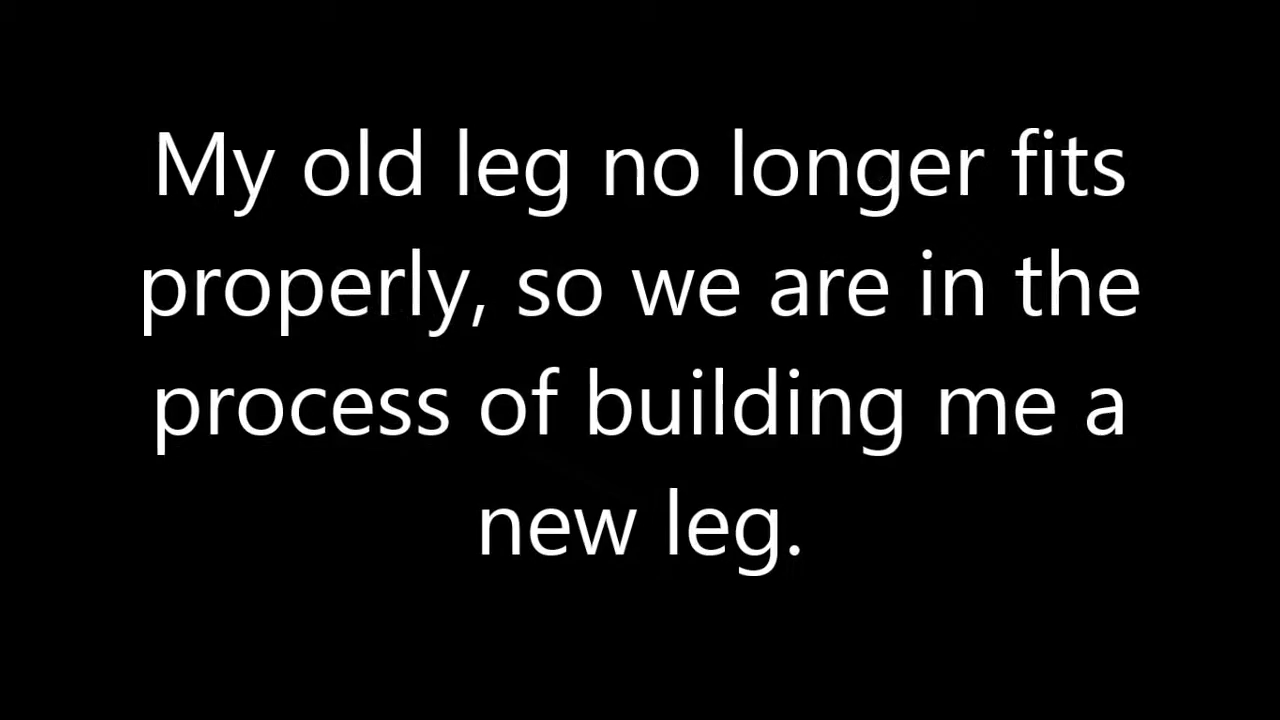 My old leg no longer fits
properly, so we are in the
process of building me a
new leg.